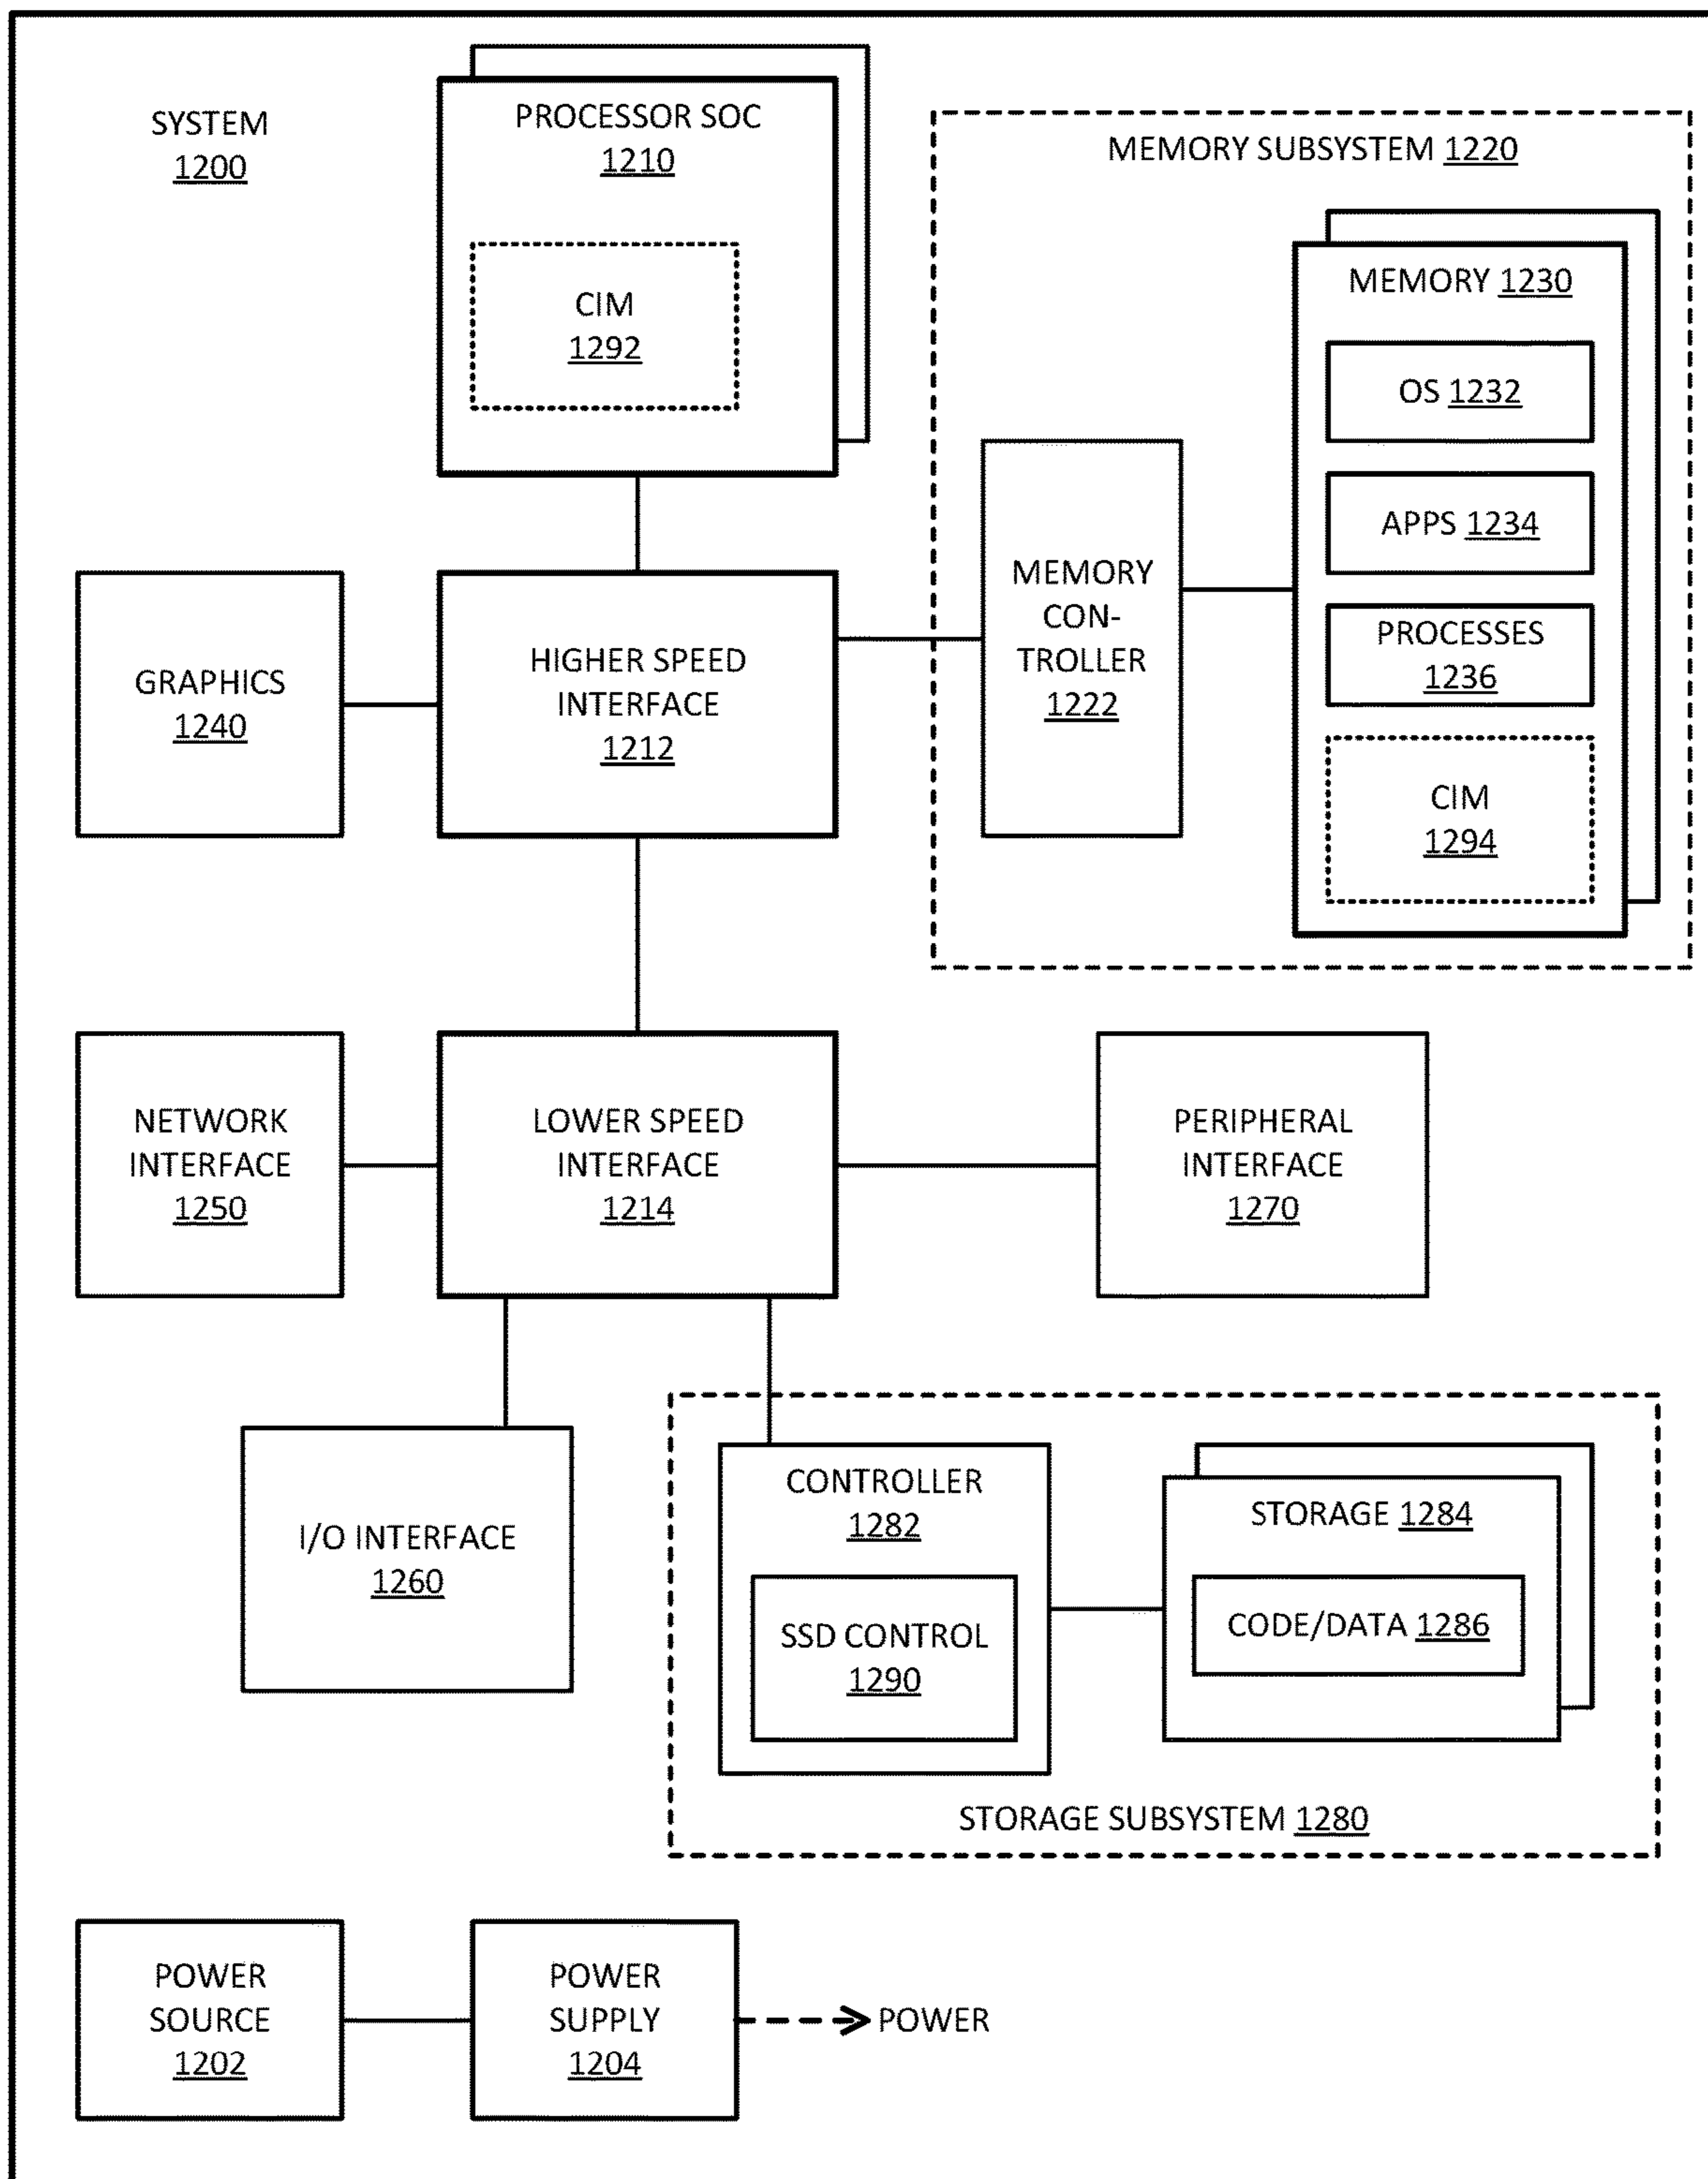 SYSTEM
1200
PROCESSOR SOC
1210
CIM
1292
MEMORY SUBSYSTEM 1220
MEMORY 1230
OS 1232
APPS 1234
PROCESSES
1236
CIM
1294
MEMORY
CON-
TROLLER
1222
GRAPHICS
1240
HIGHER SPEED
INTERFACE
1212
NETWORK
INTERFACE
1250
LOWER SPEED
INTERFACE
1214
PERIPHERAL
INTERFACE
1270
I/O INTERFACE
1260
CONTROLLER
1282
SSD CONTROL
1290
STORAGE 1284
CODE/DATA 1286
STORAGE SUBSYSTEM 1280
POWER
SOURCE
1202
POWER
SUPPLY
1204
POWER